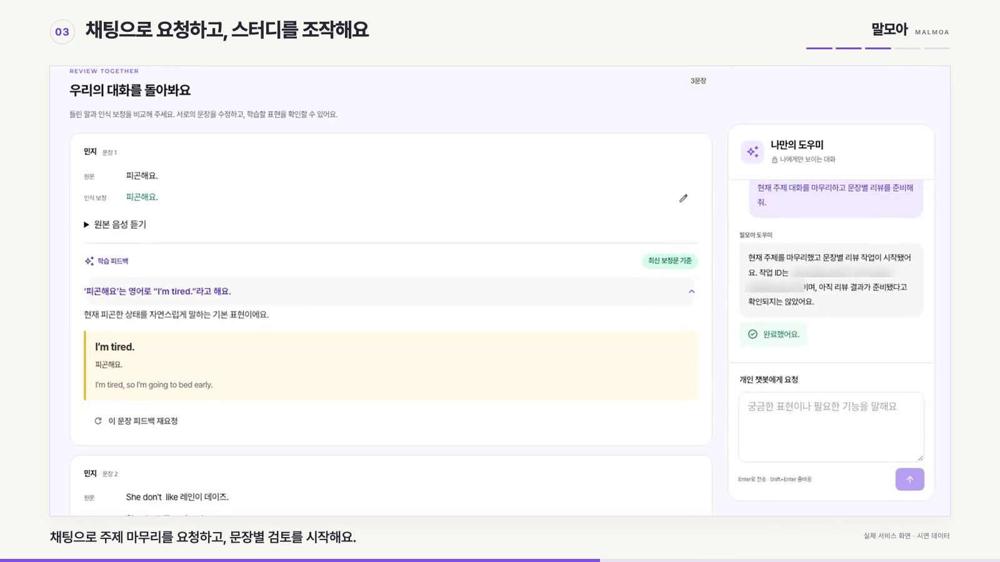 03 채팅으로 요청하고, 스터디를 조작해요
말모아 MALMOA
REVIEW TOGETHER
우리의 대화를 돌아봐요
3문장
들린 말과 인식 보정을 비교해 주세요. 서로의 문장을 수정하고, 학습할 표현을 확인할 수 있어요.
민지 문장 1
원문 피곤해요.
인식 보정 피곤해요.
▶ 원본 음성 듣기
학습 피드백
최신 보정문 기준
‘피곤해요’는 영어로 “I’m tired.”라고 해요.
현재 피곤한 상태를 자연스럽게 말하는 기본 표현이에요.
I’m tired.
피곤해요.
I’m tired, so I’m going to bed early.
이 문장 피드백 재요청
민지 문장 2
원문 She don't like 레인이 데이즈.
나만의 도우미
나에게만 보이는 대화
현재 주제 대화를 마무리하고 문장별 리뷰를 준비해
줘.
말모아 도우미
현재 주제를 마무리했고 문장별 리뷰 작업이 시작됐어
요. 작업 ID는
이며, 아직 리뷰 결과가 준비됐다고
확인되지는 않았어요.
완료했어요.
개인 챗봇에게 요청
궁금한 표현이나 필요한 기능을 말해요
Enter로 전송 · Shift+Enter 줄바꿈
채팅으로 주제 마무리를 요청하고, 문장별 검토를 시작해요.
실제 서비스 화면 · 시연 데이터